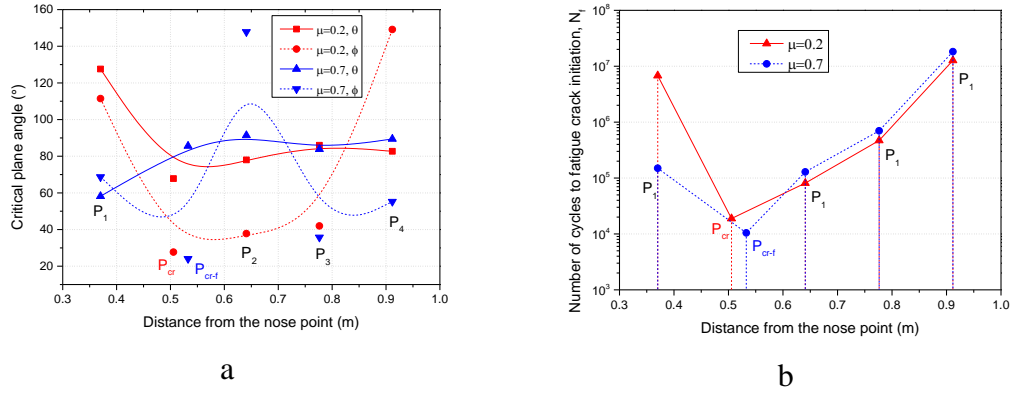 a
160
140
120
100
80
60
40
20
Critical plane angle (°)
μ=0.2, θ
μ=0.2, ϕ
μ=0.7, θ
μ=0.7, ϕ
P1
Pcr
Pcr-f
P2
P3
P4
0.3 0.4 0.5 0.6 0.7 0.8 0.9 1.0
Distance from the nose point (m)
a
b
10^8
10^7
10^6
10^5
10^4
10^3
Number of cycles to fatigue crack initiation, Nf
μ=0.2
μ=0.7
P1
Pcr
Pcr-f
P1
P1
P1
0.3 0.4 0.5 0.6 0.7 0.8 0.9 1.0
Distance from the nose point (m)
b